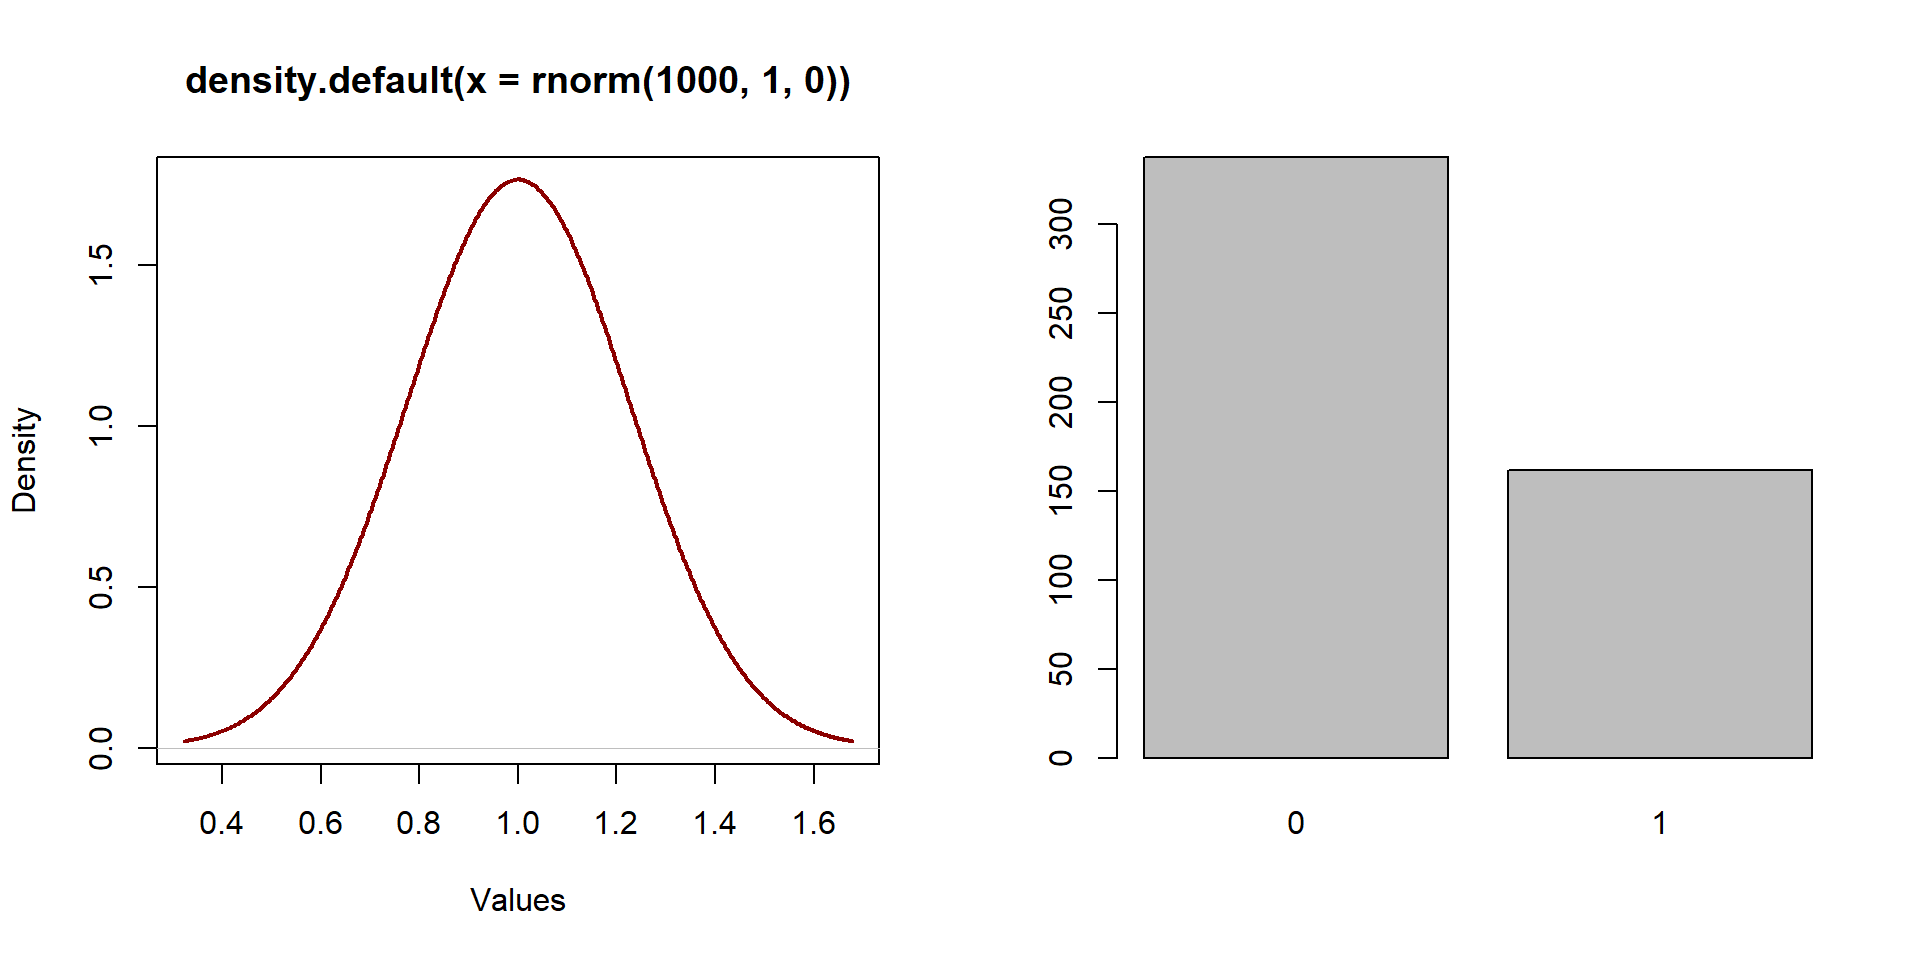 density.default(x = rnorm(1000, 1, 0))
Density
0.0 0.5 1.0 1.5
0.4 0.6 0.8 1.0 1.2 1.4 1.6
Values
0 50 100 150 200 250 300
0 1